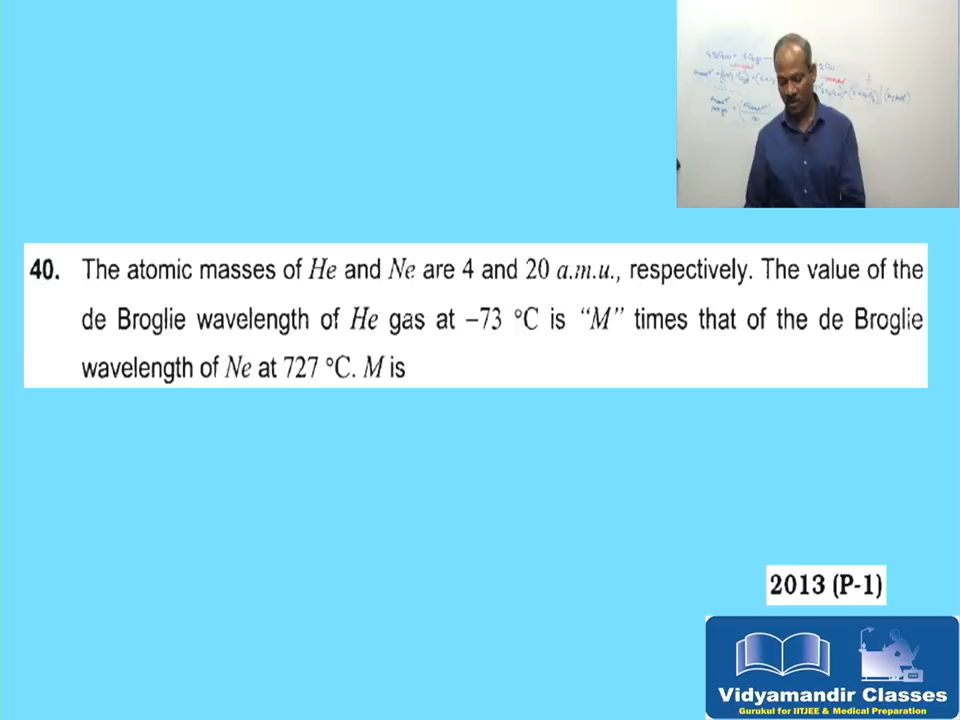 40. The atomic masses of He and Ne are 4 and 20 a.m.u., respectively. The value of the
de Broglie wavelength of He gas at –73 °C is “M” times that of the de Broglie
wavelength of Ne at 727 °C. M is
2013 (P-1)
Vidyamandir Classes
Gurukul for IITJEE & Medical Preparation